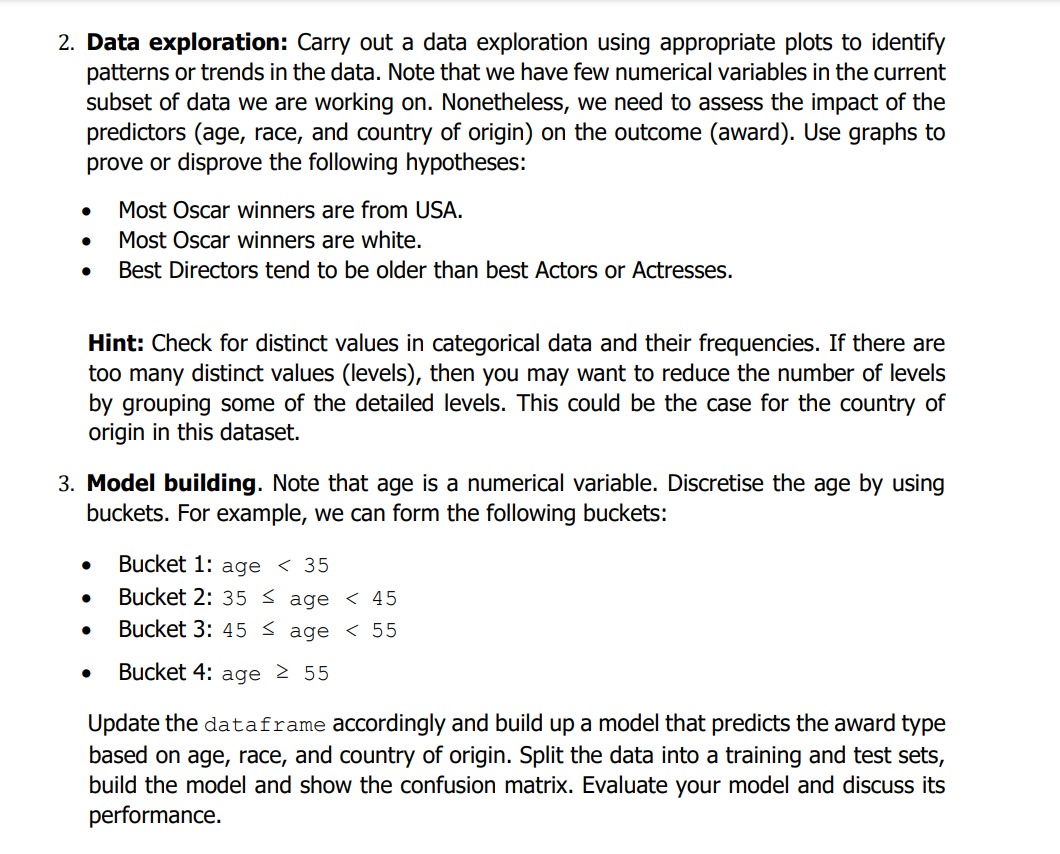 2. Data exploration: Carry out a data exploration using appropriate plots to identify
patterns or trends in the data. Note that we have few numerical variables in the current
subset of data we are working on. Nonetheless, we need to assess the impact of the
predictors (age, race, and country of origin) on the outcome (award). Use graphs to
prove or disprove the following hypotheses:
• Most Oscar winners are from USA.
• Most Oscar winners are white.
• Best Directors tend to be older than best Actors or Actresses.
Hint: Check for distinct values in categorical data and their frequencies. If there are
too many distinct values (levels), then you may want to reduce the number of levels
by grouping some of the detailed levels. This could be the case for the country of
origin in this dataset.
3. Model building. Note that age is a numerical variable. Discretise the age by using
buckets. For example, we can form the following buckets:
• Bucket 1: age < 35
• Bucket 2: 35 ≤ age < 45
• Bucket 3: 45 ≤ age < 55
• Bucket 4: age ≥ 55
Update the dataframe accordingly and build up a model that predicts the award type
based on age, race, and country of origin. Split the data into a training and test sets,
build the model and show the confusion matrix. Evaluate your model and discuss its
performance.